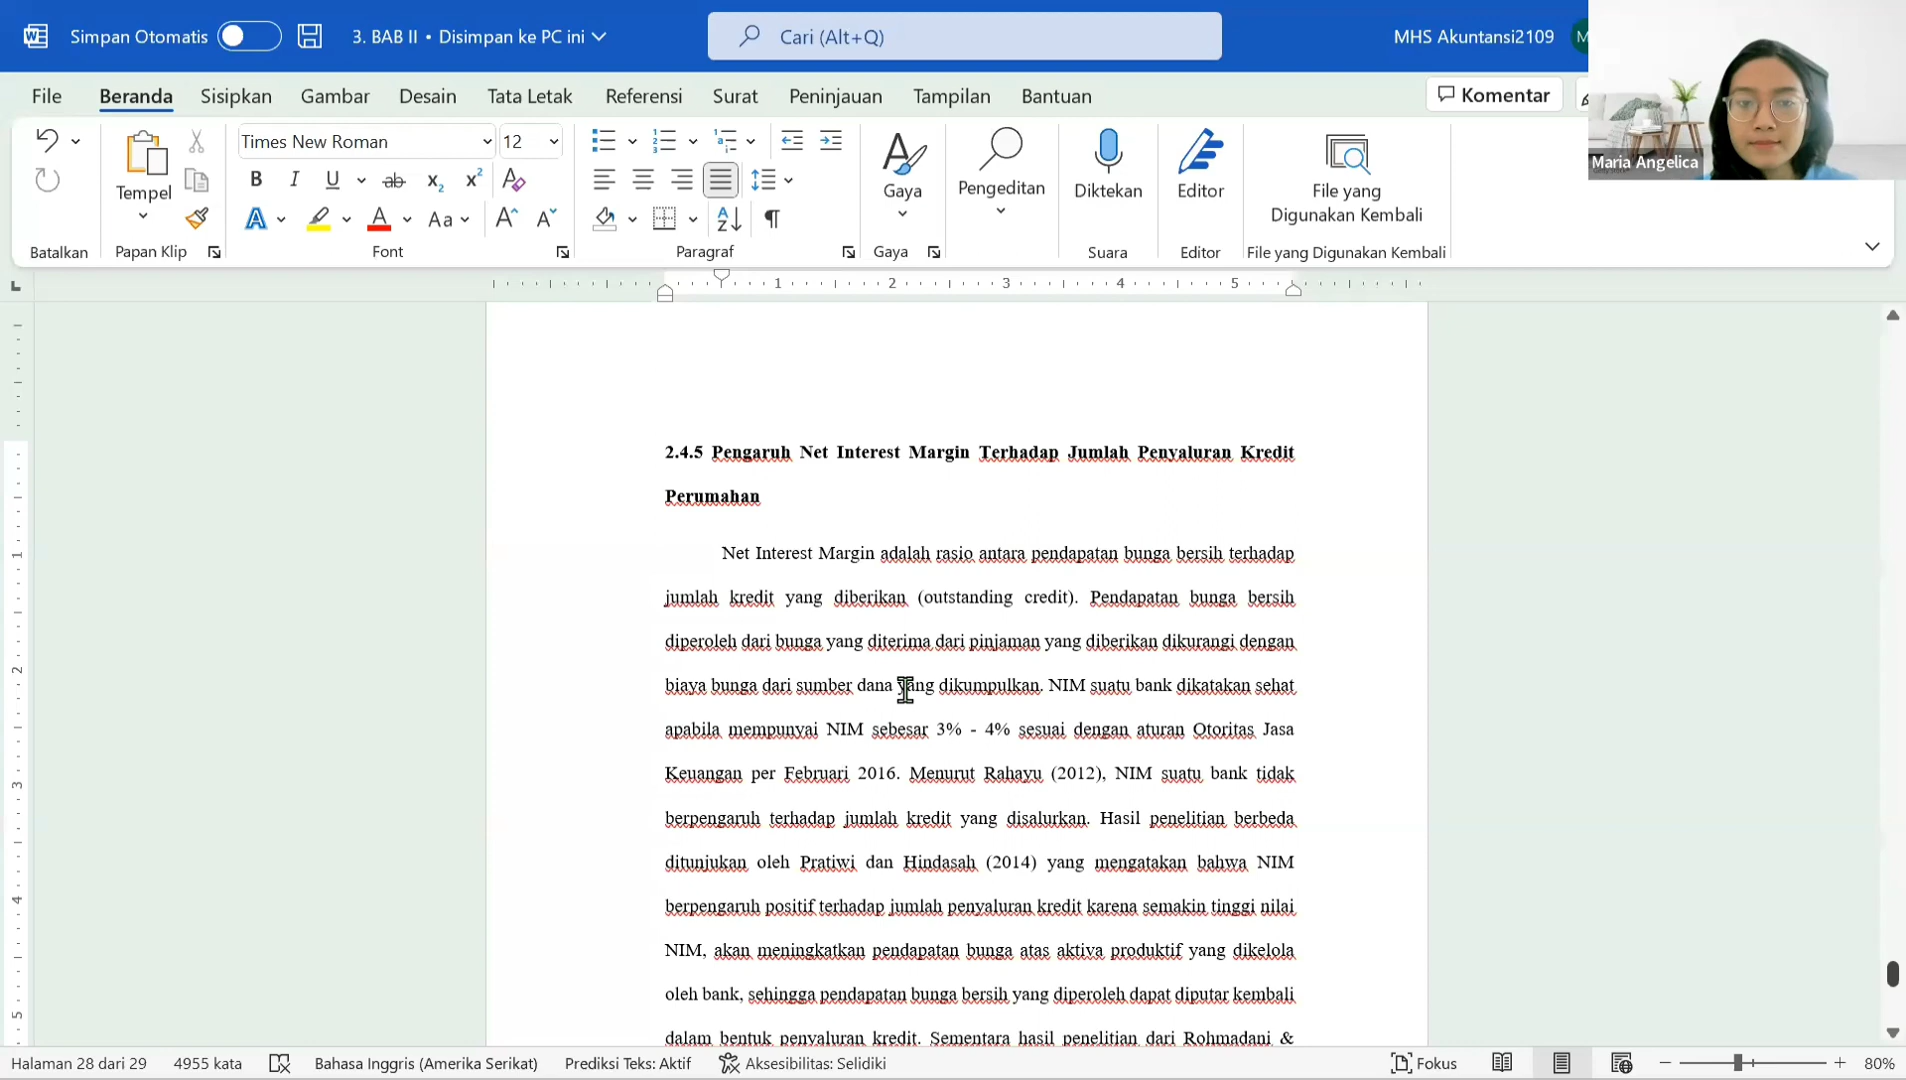 Simpan Otomatis
3. BAB II • Disimpan ke PC ini
Cari (Alt+Q)
MHS Akuntansi2109
File Beranda Sisipkan Gambar Desain Tata Letak Referensi Surat Peninjauan Tampilan Bantuan
Komentar
Maria Angelica
Tempel
Times New Roman 12
Gaya
Pengeditan
Diktekan
Editor
File yang
Digunakan Kembali
Batalkan Papan Klip Font Paragraf Gaya Suara Editor File yang Digunakan Kembali
1 2 3 4 5
1
2
3
4
5
2.4.5 Pengaruh Net Interest Margin Terhadap Jumlah Penyaluran Kredit
Perumahan
Net Interest Margin adalah rasio antara pendapatan bunga bersih terhadap
jumlah kredit yang diberikan (outstanding credit). Pendapatan bunga bersih
diperoleh dari bunga yang diterima dari pinjaman yang diberikan dikurangi dengan
biaya bunga dari sumber dana yang dikumpulkan. NIM suatu bank dikatakan sehat
apabila mempunyai NIM sebesar 3% - 4% sesuai dengan aturan Otoritas Jasa
Keuangan per Februari 2016. Menurut Rahayu (2012), NIM suatu bank tidak
berpengaruh terhadap jumlah kredit yang disalurkan. Hasil penelitian berbeda
ditunjukan oleh Pratiwi dan Hindasah (2014) yang mengatakan bahwa NIM
berpengaruh positif terhadap jumlah penyaluran kredit karena semakin tinggi nilai
NIM, akan meningkatkan pendapatan bunga atas aktiva produktif yang dikelola
oleh bank, sehingga pendapatan bunga bersih yang diperoleh dapat diputar kembali
dalam bentuk penyaluran kredit. Sementara hasil penelitian dari Rohmadani &
Halaman 28 dari 29 4955 kata Bahasa Inggris (Amerika Serikat) Prediksi Teks: Aktif Aksesibilitas: Selidiki Fokus 80%